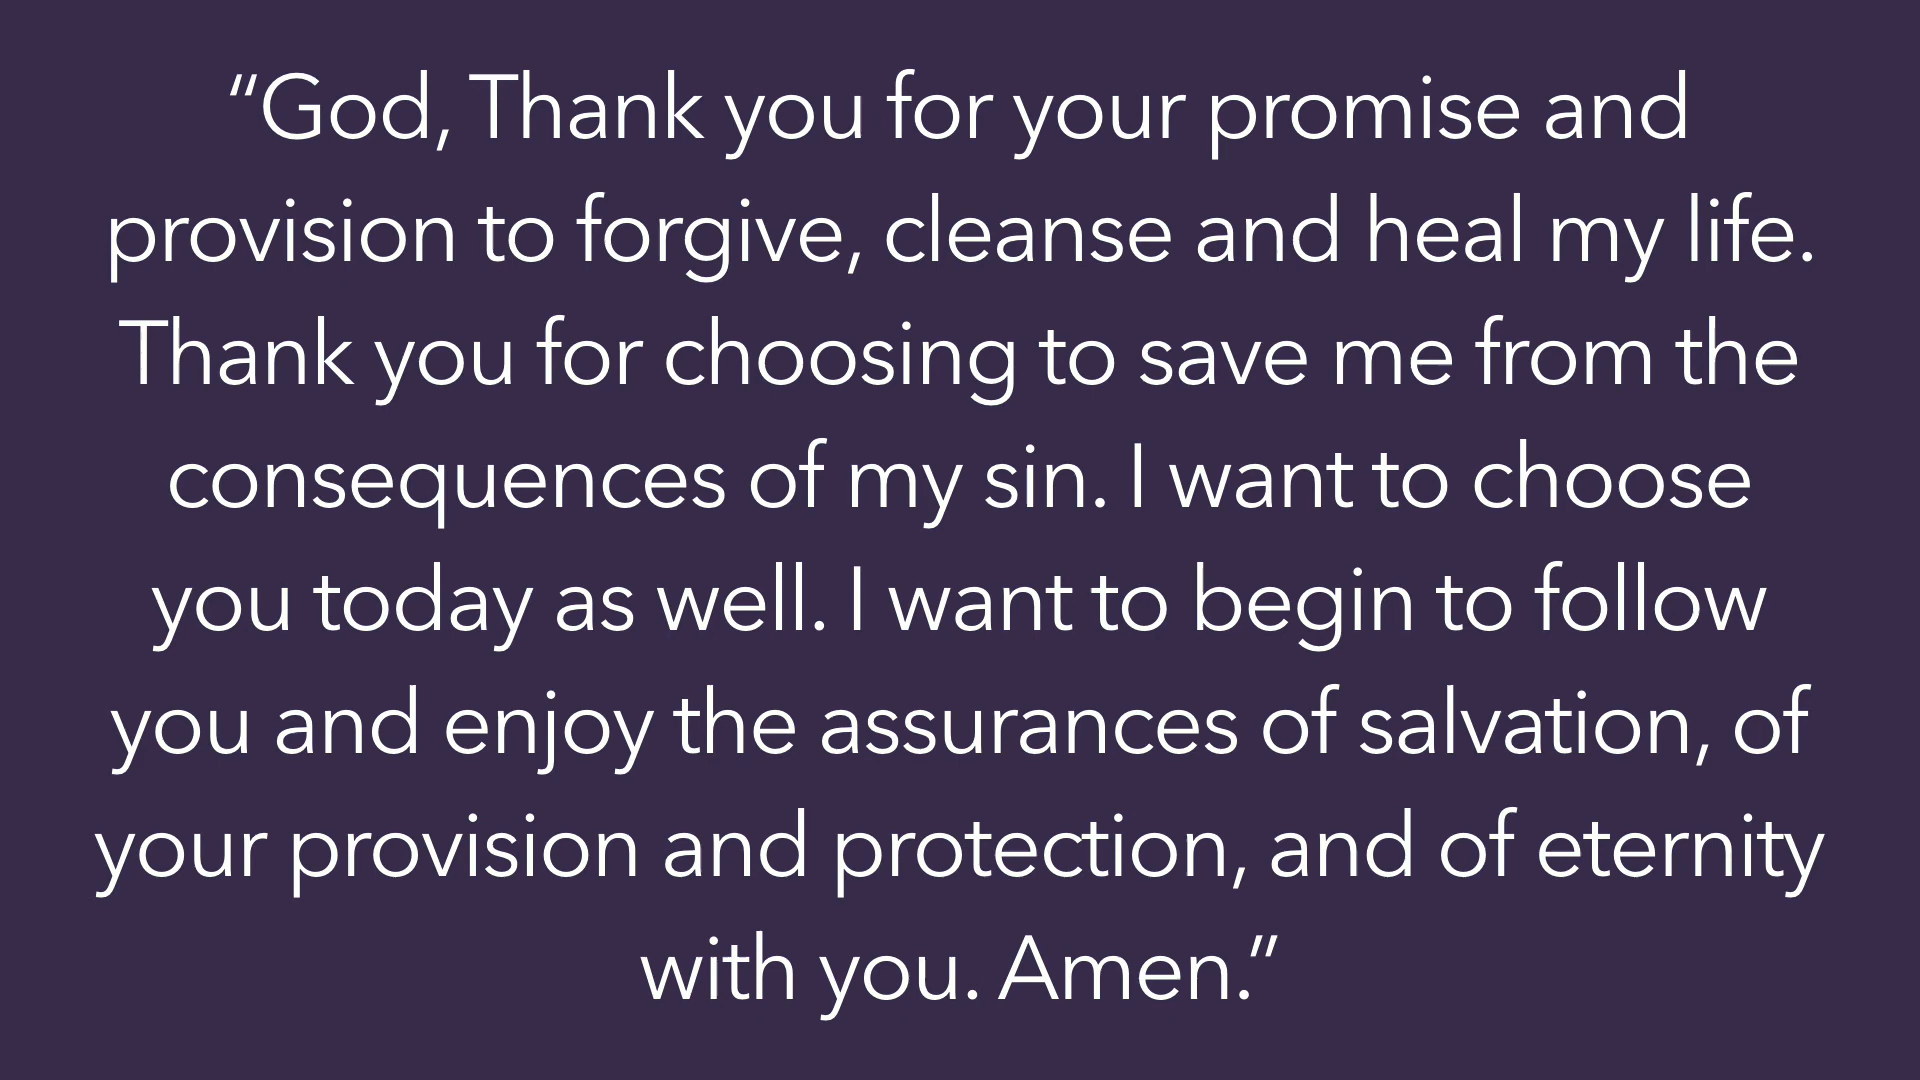 “God, Thank you for your promise and
provision to forgive, cleanse and heal my life.
Thank you for choosing to save me from the
consequences of my sin. I want to choose
you today as well. I want to begin to follow
you and enjoy the assurances of salvation, of
your provision and protection, and of eternity
with you. Amen.”